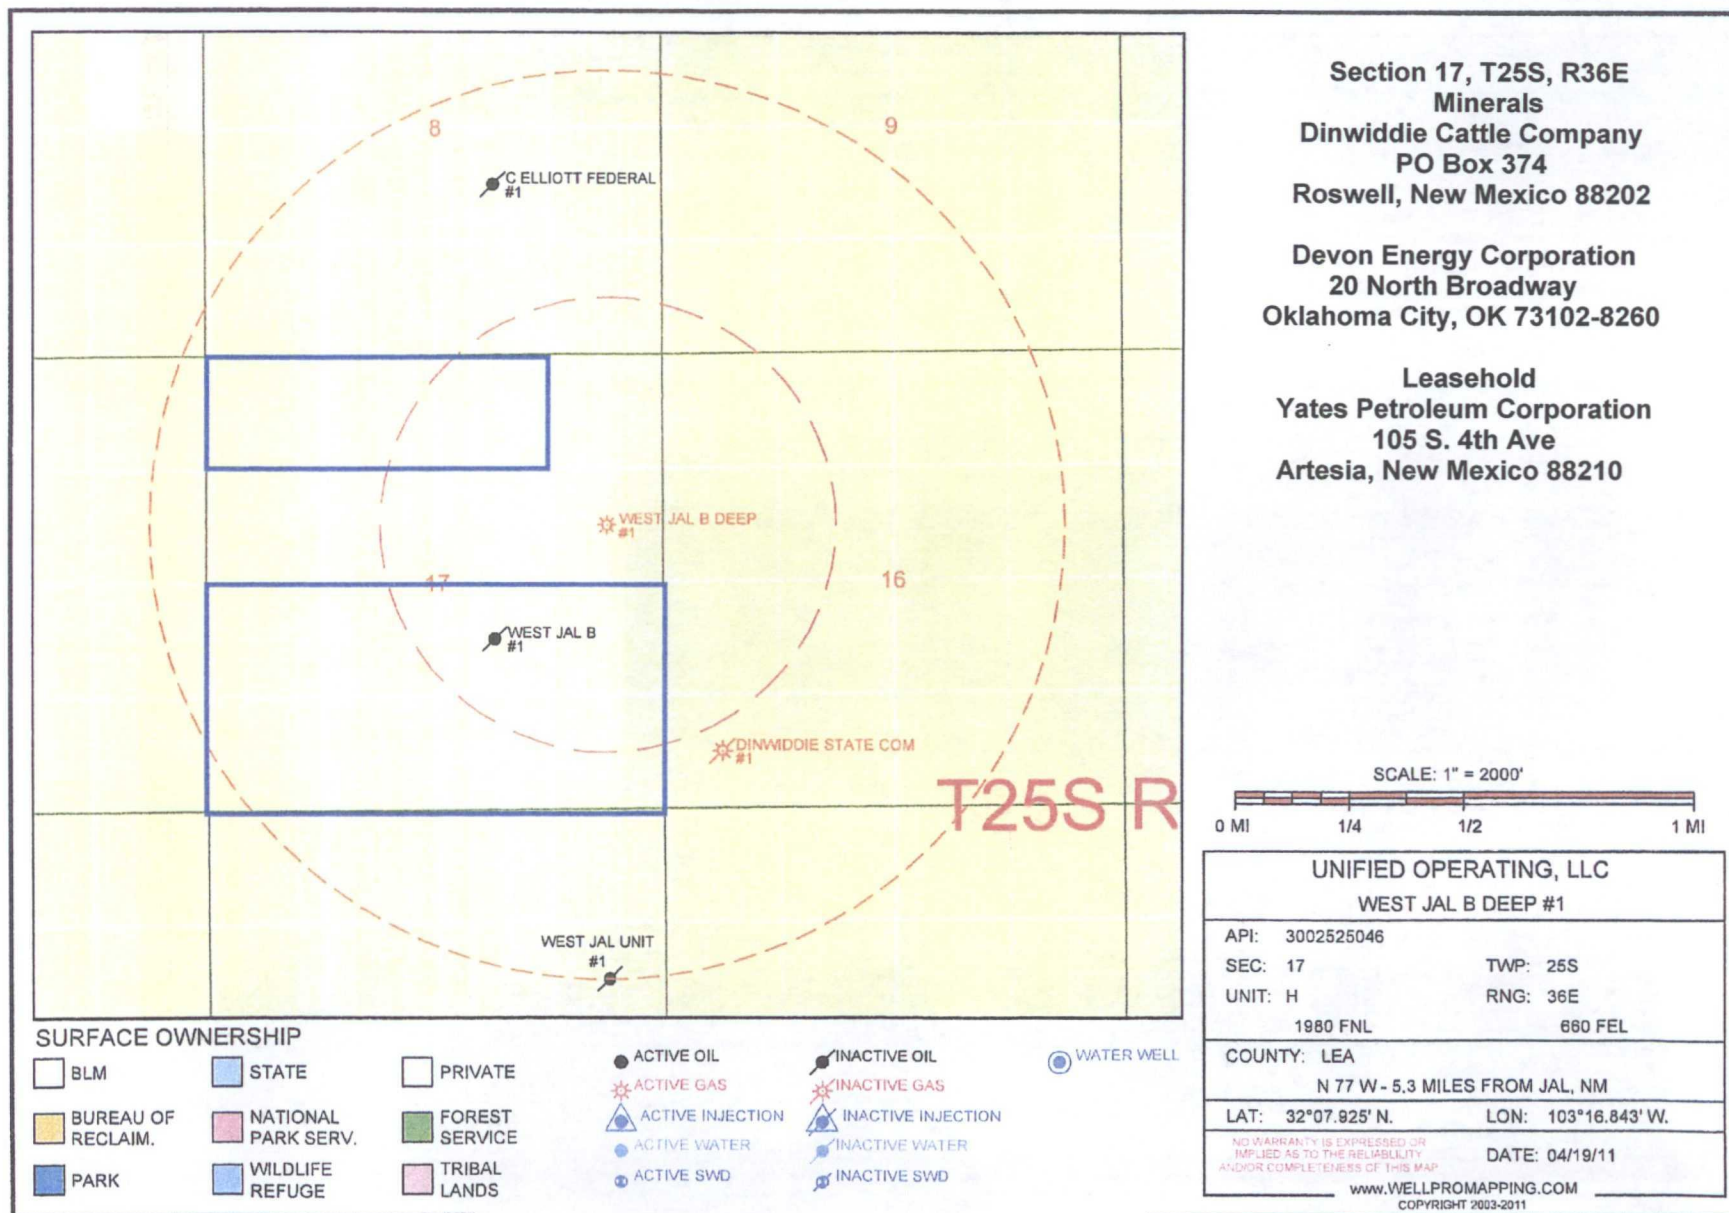 8
9
C ELLIOTT FEDERAL
#1
WEST JAL B DEEP
#1
17
16
WEST JAL B
#1
DINWIDDIE STATE COM
#1
T25S R
WEST JAL UNIT
#1
Section 17, T25S, R36E
Minerals
Dinwiddie Cattle Company
PO Box 374
Roswell, New Mexico 88202
Devon Energy Corporation
20 North Broadway
Oklahoma City, OK 73102-8260
Leasehold
Yates Petroleum Corporation
105 S. 4th Ave
Artesia, New Mexico 88210
SCALE: 1" = 2000'
0 MI 1/4 1/2 1 MI
UNIFIED OPERATING, LLC
WEST JAL B DEEP #1
API: 3002525046
SEC: 17 TWP: 25S
UNIT: H RNG: 36E
1980 FNL 660 FEL
COUNTY: LEA
N 77 W - 5.3 MILES FROM JAL, NM
LAT: 32°07.925' N. LON: 103°16.843' W.
NO WARRANTY IS EXPRESSED OR
IMPLIED AS TO THE RELIABILITY
AND/OR COMPLETENESS OF THIS MAP
DATE: 04/19/11
www.WELLPROMAPPING.COM
COPYRIGHT 2003-2011
SURFACE OWNERSHIP
BLM
STATE
PRIVATE
BUREAU OF
RECLAIM.
NATIONAL
PARK SERV.
FOREST
SERVICE
PARK
WILDLIFE
REFUGE
TRIBAL
LANDS
ACTIVE OIL
ACTIVE GAS
ACTIVE INJECTION
ACTIVE WATER
ACTIVE SWD
INACTIVE OIL
INACTIVE GAS
INACTIVE INJECTION
INACTIVE WATER
INACTIVE SWD
WATER WELL